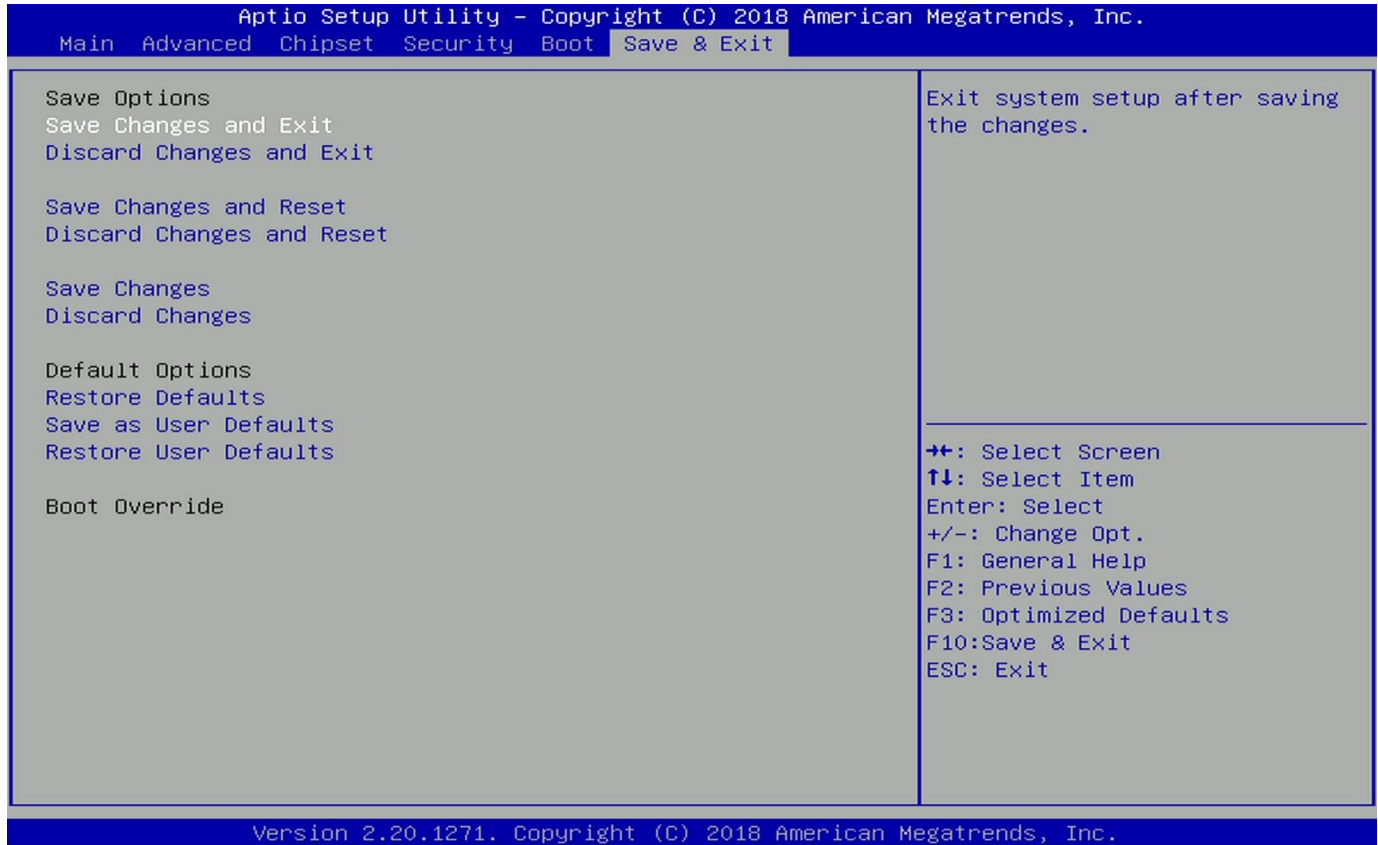 Aptio Setup Utility – Copyright (C) 2018 American Megatrends, Inc.
Main Advanced Chipset Security Boot Save & Exit
Save Options
Save Changes and Exit
Discard Changes and Exit
Save Changes and Reset
Discard Changes and Reset
Save Changes
Discard Changes
Default Options
Restore Defaults
Save as User Defaults
Restore User Defaults
Boot Override
Exit system setup after saving
the changes.
→←: Select Screen
↑↓: Select Item
Enter: Select
+/-: Change Opt.
F1: General Help
F2: Previous Values
F3: Optimized Defaults
F10:Save & Exit
ESC: Exit
Version 2.20.1271. Copyright (C) 2018 American Megatrends, Inc.